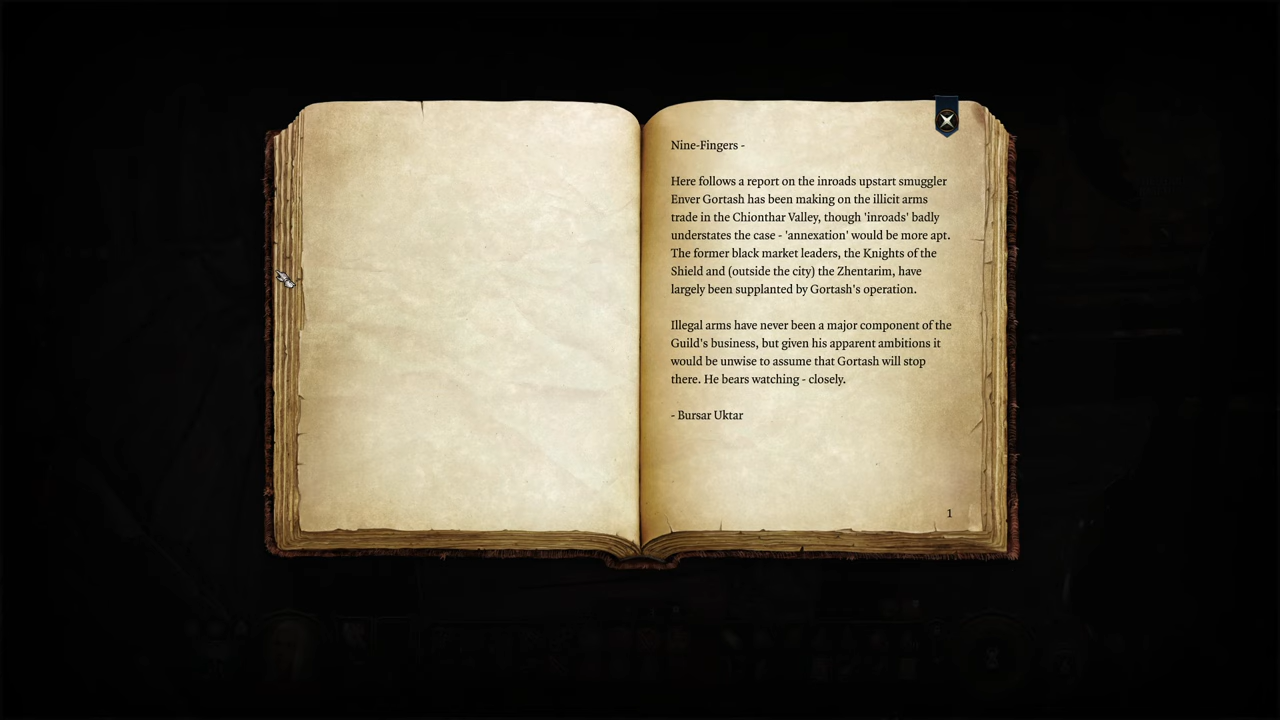 Nine-Fingers -
Here follows a report on the inroads upstart smuggler
Enver Gortash has been making on the illicit arms
trade in the Chionthar Valley, though 'inroads' badly
understates the case - 'annexation' would be more apt.
The former black market leaders, the Knights of the
Shield and (outside the city) the Zhentarim, have
largely been supplanted by Gortash's operation.
Illegal arms have never been a major component of the
Guild's business, but given his apparent ambitions it
would be unwise to assume that Gortash will stop
there. He bears watching - closely.
- Bursar Uktar
1